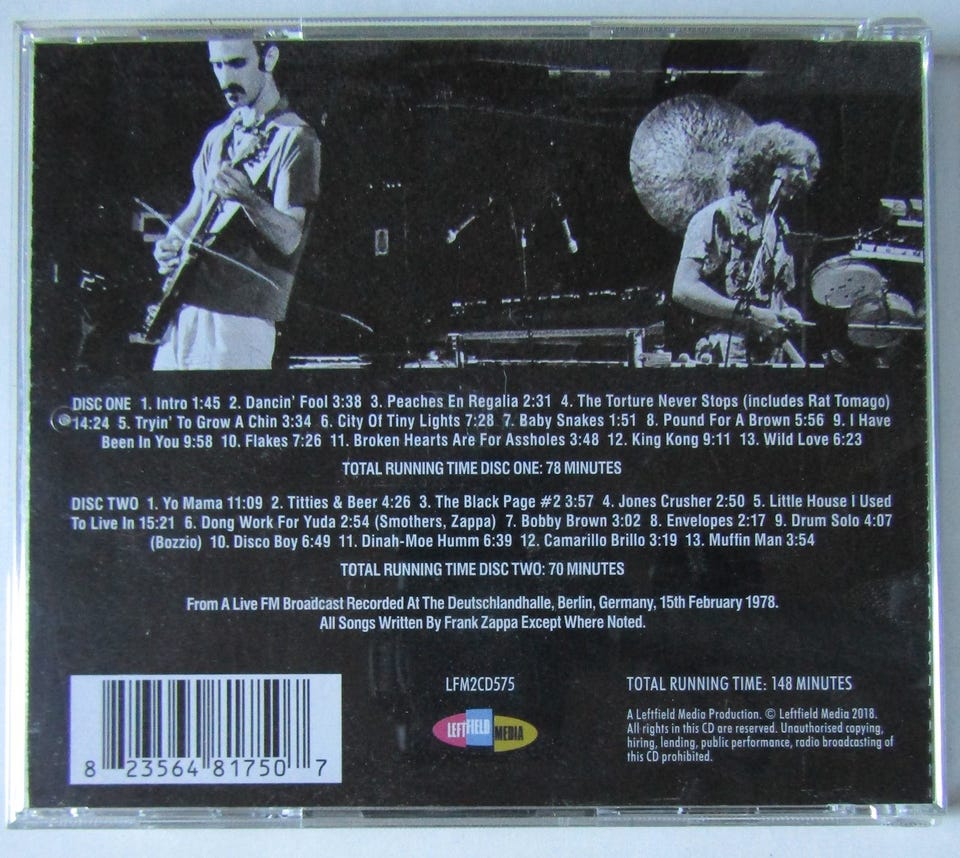 DISC ONE 1. Intro 1:45 2. Dancin' Fool 3:38 3. Peaches En Regalia 2:31 4. The Torture Never Stops (includes Rat Tomago)
14:24 5. Tryin' To Grow A Chin 3:34 6. City Of Tiny Lights 7:28 7. Baby Snakes 1:51 8. Pound For A Brown 5:56 9. I Have
Been In You 9:58 10. Flakes 7:26 11. Broken Hearts Are For Assholes 3:48 12. King Kong 9:11 13. Wild Love 6:23
TOTAL RUNNING TIME DISC ONE: 78 MINUTES
DISC TWO 1. Yo Mama 11:09 2. Titties & Beer 4:26 3. The Black Page #2 3:57 4. Jones Crusher 2:50 5. Little House I Used
To Live In 15:21 6. Dong Work For Yuda 2:54 (Smothers, Zappa) 7. Bobby Brown 3:02 8. Envelopes 2:17 9. Drum Solo 4:07
(Bozzio) 10. Disco Boy 6:49 11. Dinah-Moe Humm 6:39 12. Camarillo Brillo 3:19 13. Muffin Man 3:54
TOTAL RUNNING TIME DISC TWO: 70 MINUTES
From A Live FM Broadcast Recorded At The Deutschlandhalle, Berlin, Germany, 15th February 1978.
All Songs Written By Frank Zappa Except Where Noted.
8 23564 81750 7
LFM2CD575
LEFTFIELD MEDIA
TOTAL RUNNING TIME: 148 MINUTES
A Leftfield Media Production. © Leftfield Media 2018.
All rights in this CD are reserved. Unauthorised copying,
hiring, lending, public performance, radio broadcasting of
this CD prohibited.